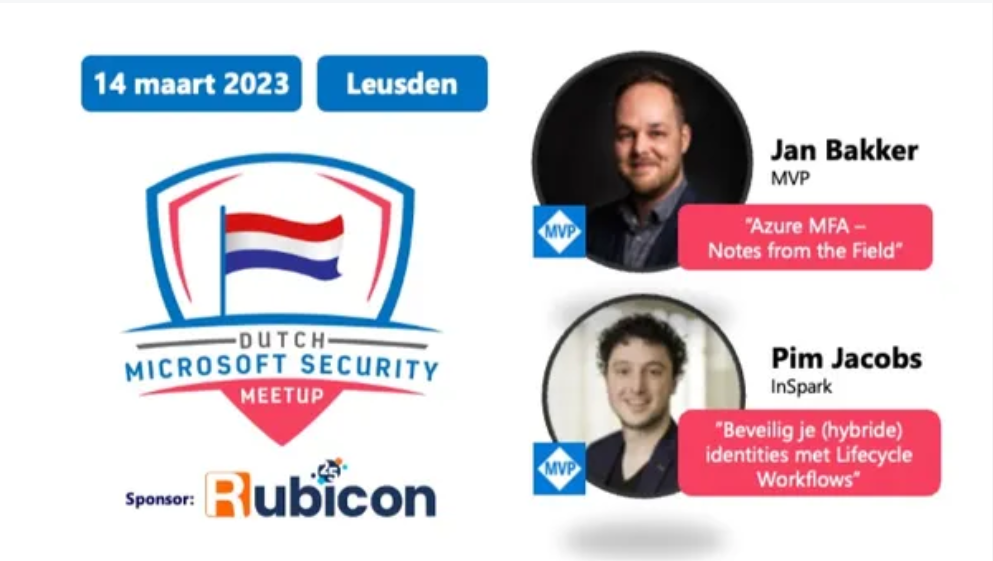 14 maart 2023
Leusden
DUTCH
MICROSOFT SECURITY
MEETUP
Sponsor: Rubicon
Jan Bakker
MVP
MVP
"Azure MFA –
Notes from the Field"
Pim Jacobs
InSpark
MVP
"Beveilig je (hybride)
identities met Lifecycle
Workflows"